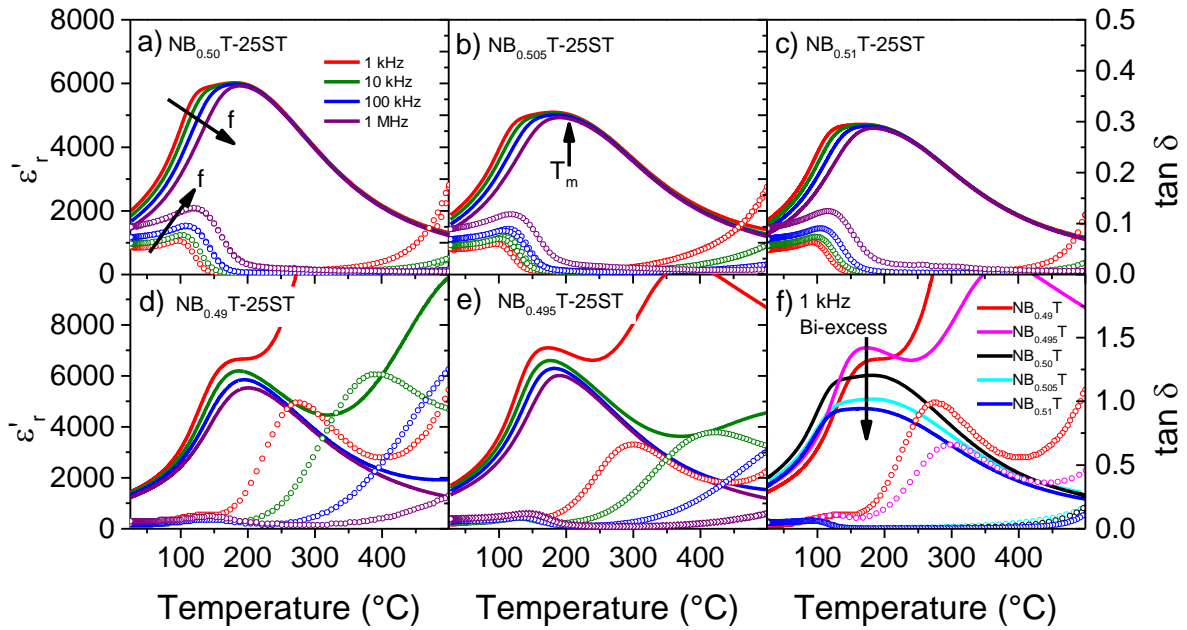 a) NB0.50T-25ST
b) NB0.505T-25ST
c) NB0.51T-25ST
1 kHz
10 kHz
100 kHz
1 MHz
f
f
Tm
ε'r
8000
6000
4000
2000
0
tan δ
0.5
0.4
0.3
0.2
0.1
0.0
d) NB0.49T-25ST
e) NB0.495T-25ST
f) 1 kHz
Bi-excess
NB0.49T
NB0.495T
NB0.50T
NB0.505T
NB0.51T
ε'r
8000
6000
4000
2000
0
tan δ
1.5
1.0
0.5
0.0
100 200 300 400
100 200 300 400
100 200 300 400
Temperature (°C)
Temperature (°C)
Temperature (°C)